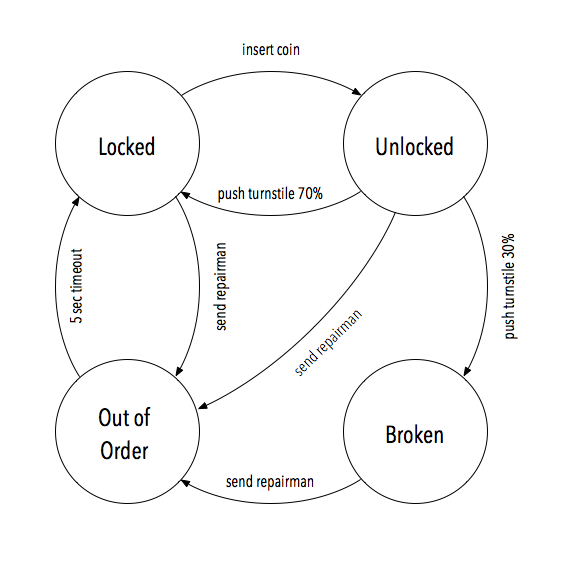 insert coin
Locked
Unlocked
push turnstile 70%
5 sec timeout
send repairman
send repairman
push turnstile 30%
Out of
Order
Broken
send repairman